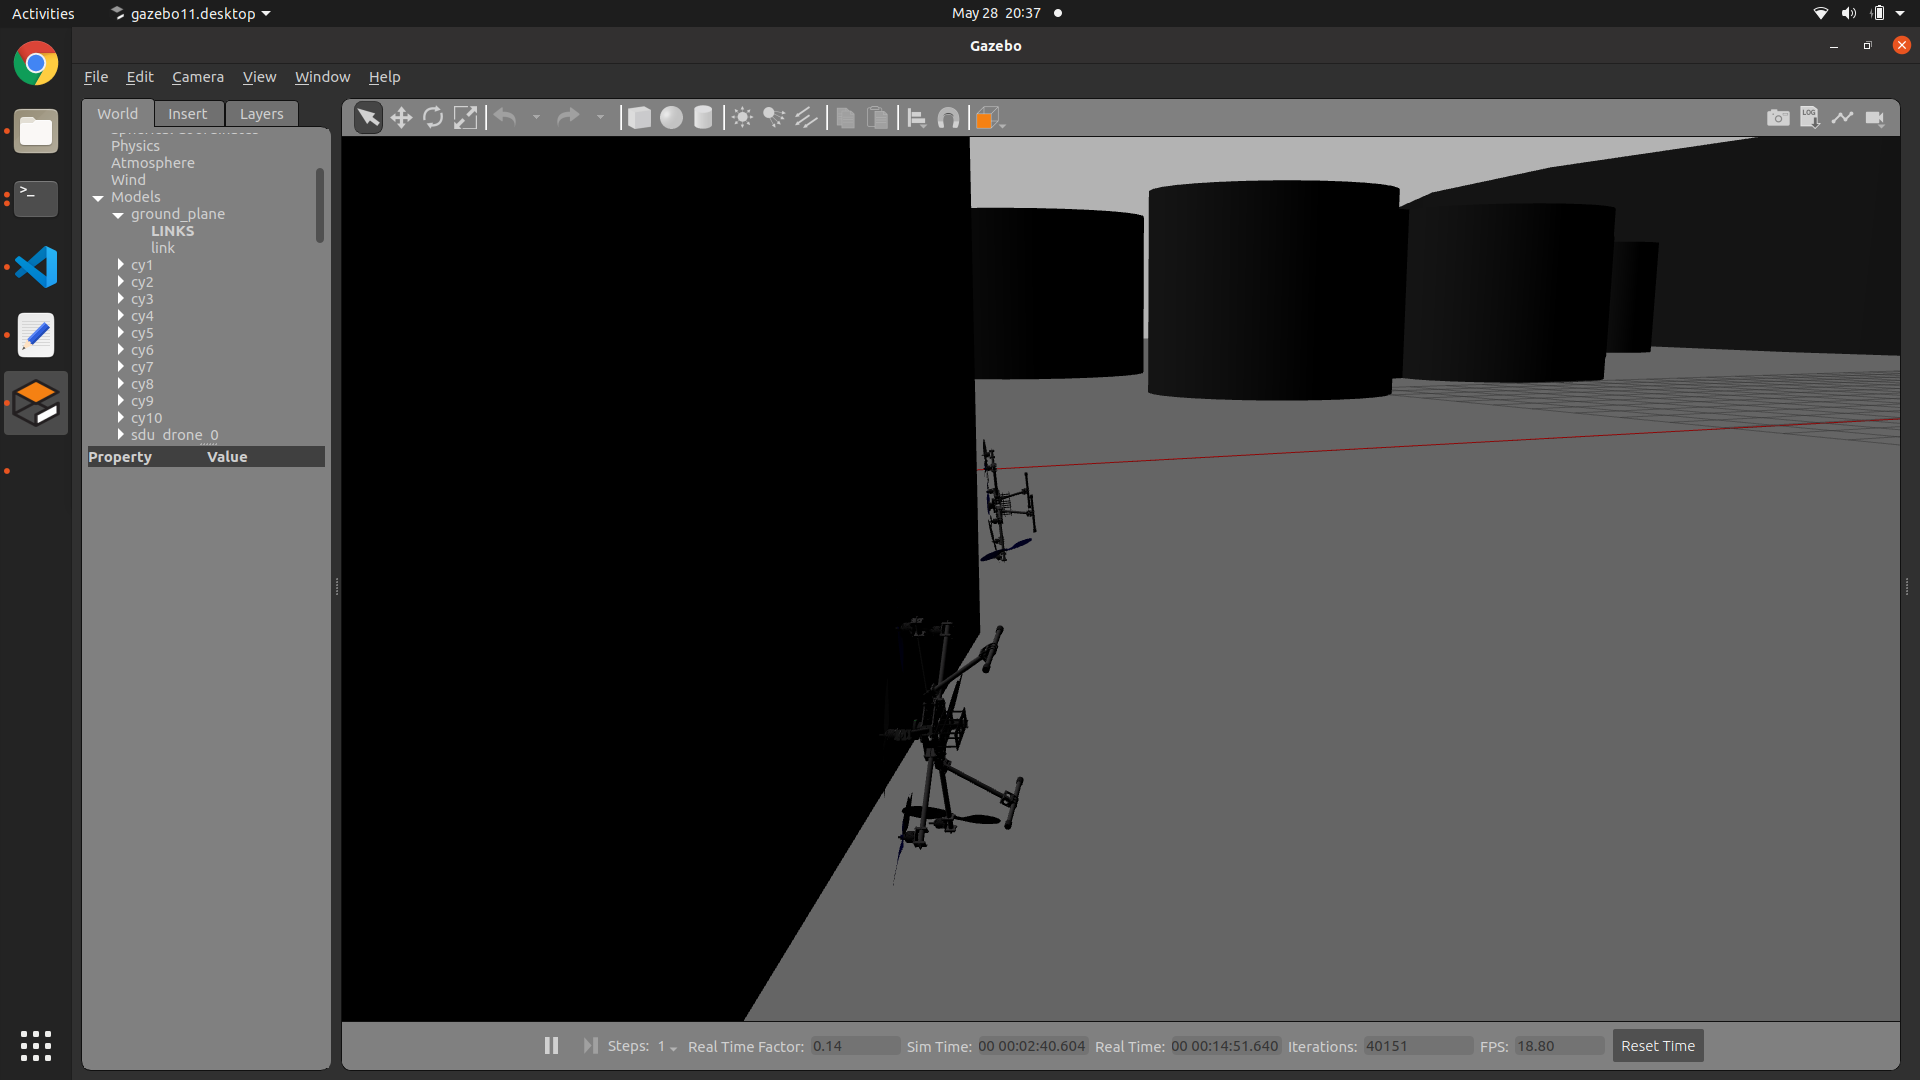 Activities gazebo11.desktop May 28 20:37
Gazebo
File Edit Camera View Window Help
World Insert Layers
Physics
Atmosphere
Wind
Models
ground_plane
LINKS
link
cy1
cy2
cy3
cy4
cy5
cy6
cy7
cy8
cy9
cy10
sdu_drone_0
Property Value
LOG
Steps: 1 Real Time Factor: 0.14 Sim Time: 00 00:02:40.604 Real Time: 00 00:14:51.640 Iterations: 40151 FPS: 18.80 Reset Time